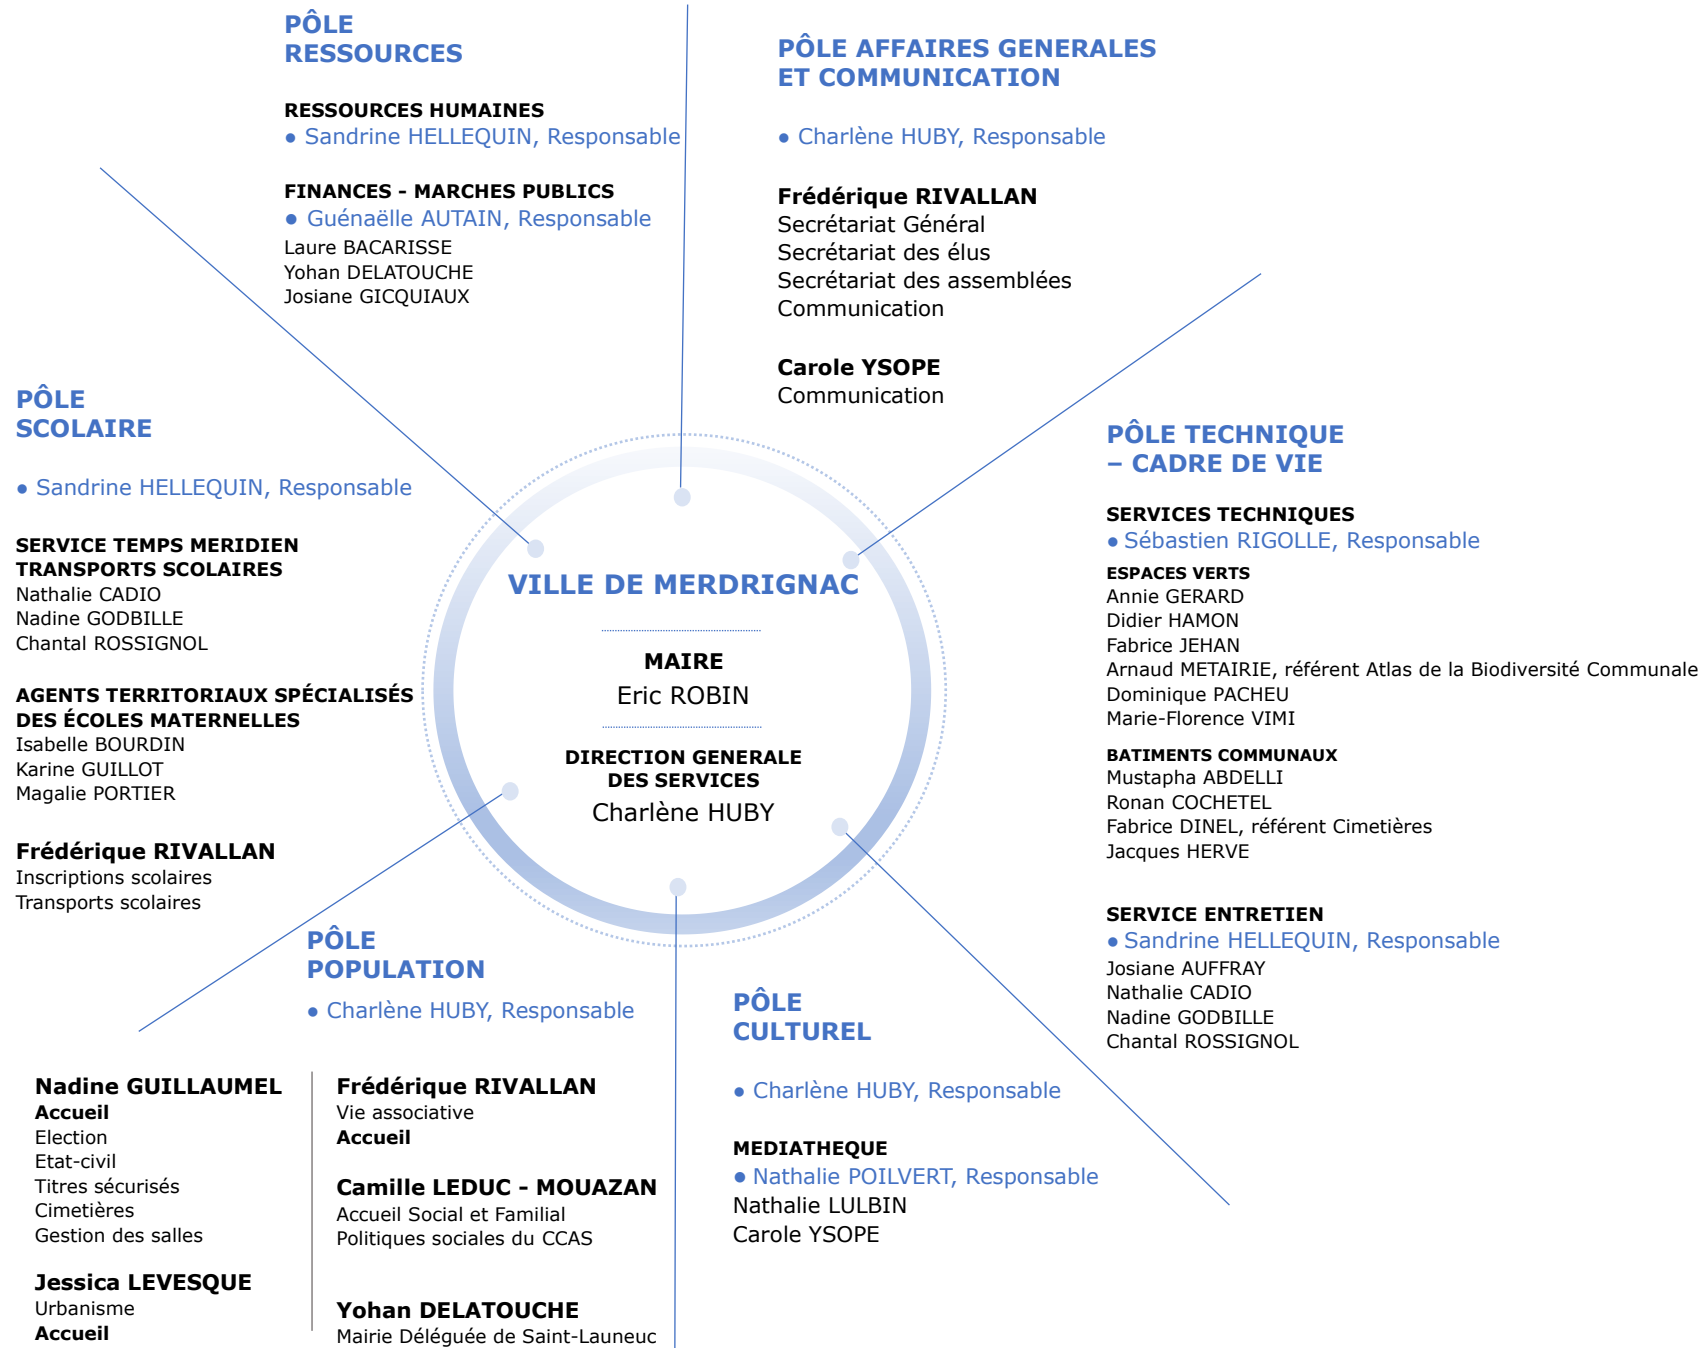 PÔLE
RESSOURCES
RESSOURCES HUMAINES
● Sandrine HELLEQUIN, Responsable
FINANCES - MARCHES PUBLICS
● Guénaëlle AUTAIN, Responsable
Laure BACARISSE
Yohan DELATOUCHE
Josiane GICQUIAUX
PÔLE AFFAIRES GENERALES
ET COMMUNICATION
● Charlène HUBY, Responsable
Frédérique RIVALLAN
Secrétariat Général
Secrétariat des élus
Secrétariat des assemblées
Communication
Carole YSOPE
Communication
PÔLE
SCOLAIRE
● Sandrine HELLEQUIN, Responsable
SERVICE TEMPS MERIDIEN
TRANSPORTS SCOLAIRES
Nathalie CADIO
Nadine GODBILLE
Chantal ROSSIGNOL
AGENTS TERRITORIAUX SPÉCIALISÉS
DES ÉCOLES MATERNELLES
Isabelle BOURDIN
Karine GUILLOT
Magalie PORTIER
Frédérique RIVALLAN
Inscriptions scolaires
Transports scolaires
VILLE DE MERDRIGNAC
MAIRE
Eric ROBIN
DIRECTION GENERALE
DES SERVICES
Charlène HUBY
PÔLE TECHNIQUE
– CADRE DE VIE
SERVICES TECHNIQUES
● Sébastien RIGOLLE, Responsable
ESPACES VERTS
Annie GERARD
Didier HAMON
Fabrice JEHAN
Arnaud METAIRIE, référent Atlas de la Biodiversité Communale
Dominique PACHEU
Marie-Florence VIMI
BATIMENTS COMMUNAUX
Mustapha ABDELLI
Ronan COCHETEL
Fabrice DINEL, référent Cimetières
Jacques HERVE
SERVICE ENTRETIEN
● Sandrine HELLEQUIN, Responsable
Josiane AUFFRAY
Nathalie CADIO
Nadine GODBILLE
Chantal ROSSIGNOL
PÔLE
POPULATION
● Charlène HUBY, Responsable
Nadine GUILLAUMEL
Accueil
Election
Etat-civil
Titres sécurisés
Cimetières
Gestion des salles
Jessica LEVESQUE
Urbanisme
Accueil
Frédérique RIVALLAN
Vie associative
Accueil
Camille LEDUC - MOUAZAN
Accueil Social et Familial
Politiques sociales du CCAS
Yohan DELATOUCHE
Mairie Déléguée de Saint-Launeuc
PÔLE
CULTUREL
● Charlène HUBY, Responsable
MEDIATHEQUE
● Nathalie POILVERT, Responsable
Nathalie LULBIN
Carole YSOPE